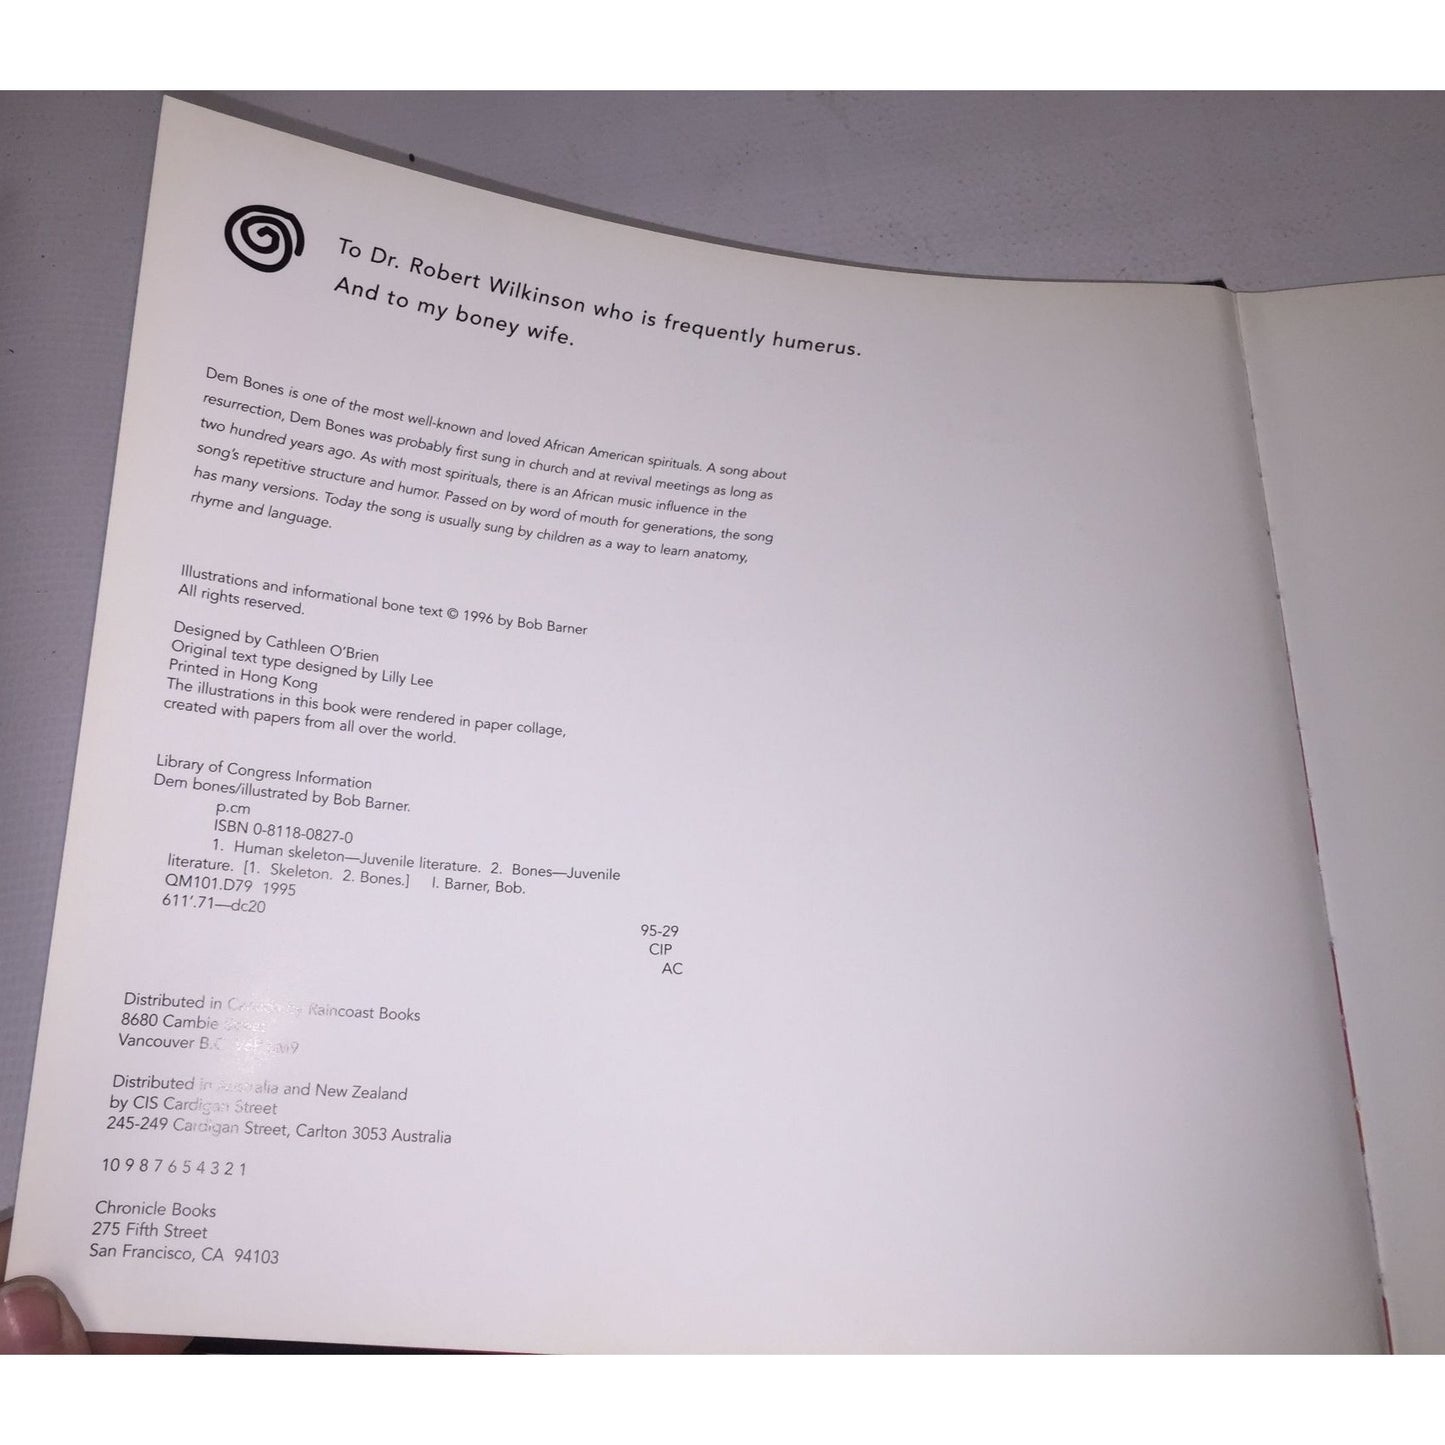 To Dr. Robert Wilkinson who is frequently humerus.
And to my boney wife.
Dem Bones is one of the most well-known and loved African American spirituals. A song about
resurrection, Dem Bones was probably first sung in church and at revival meetings as long as
two hundred years ago. As with most spirituals, there is an African music influence in the
song's repetitive structure and humor. Passed on by word of mouth for generations, the song
has many versions. Today the song is usually sung by children as a way to learn anatomy,
rhyme and language.
Illustrations and informational bone text © 1996 by Bob Barner
All rights reserved.
Designed by Cathleen O'Brien
Original text type designed by Lilly Lee
Printed in Hong Kong
The illustrations in this book were rendered in paper collage,
created with papers from all over the world.
Library of Congress Information
Dem bones/illustrated by Bob Barner.
p.cm
ISBN 0-8118-0827-0
1. Human skeleton—Juvenile literature. 2. Bones—Juvenile
literature. [1. Skeleton. 2. Bones.] I. Barner, Bob.
QM101.D79 1995
611'.71—dc20
95-29
CIP
AC
Distributed in Canada by Raincoast Books
8680 Cambie Street
Vancouver B.C.
Distributed in Australia and New Zealand
by CIS Cardigan Street
245-249 Cardigan Street, Carlton 3053 Australia
10 9 8 7 6 5 4 3 2 1
Chronicle Books
275 Fifth Street
San Francisco, CA 94103